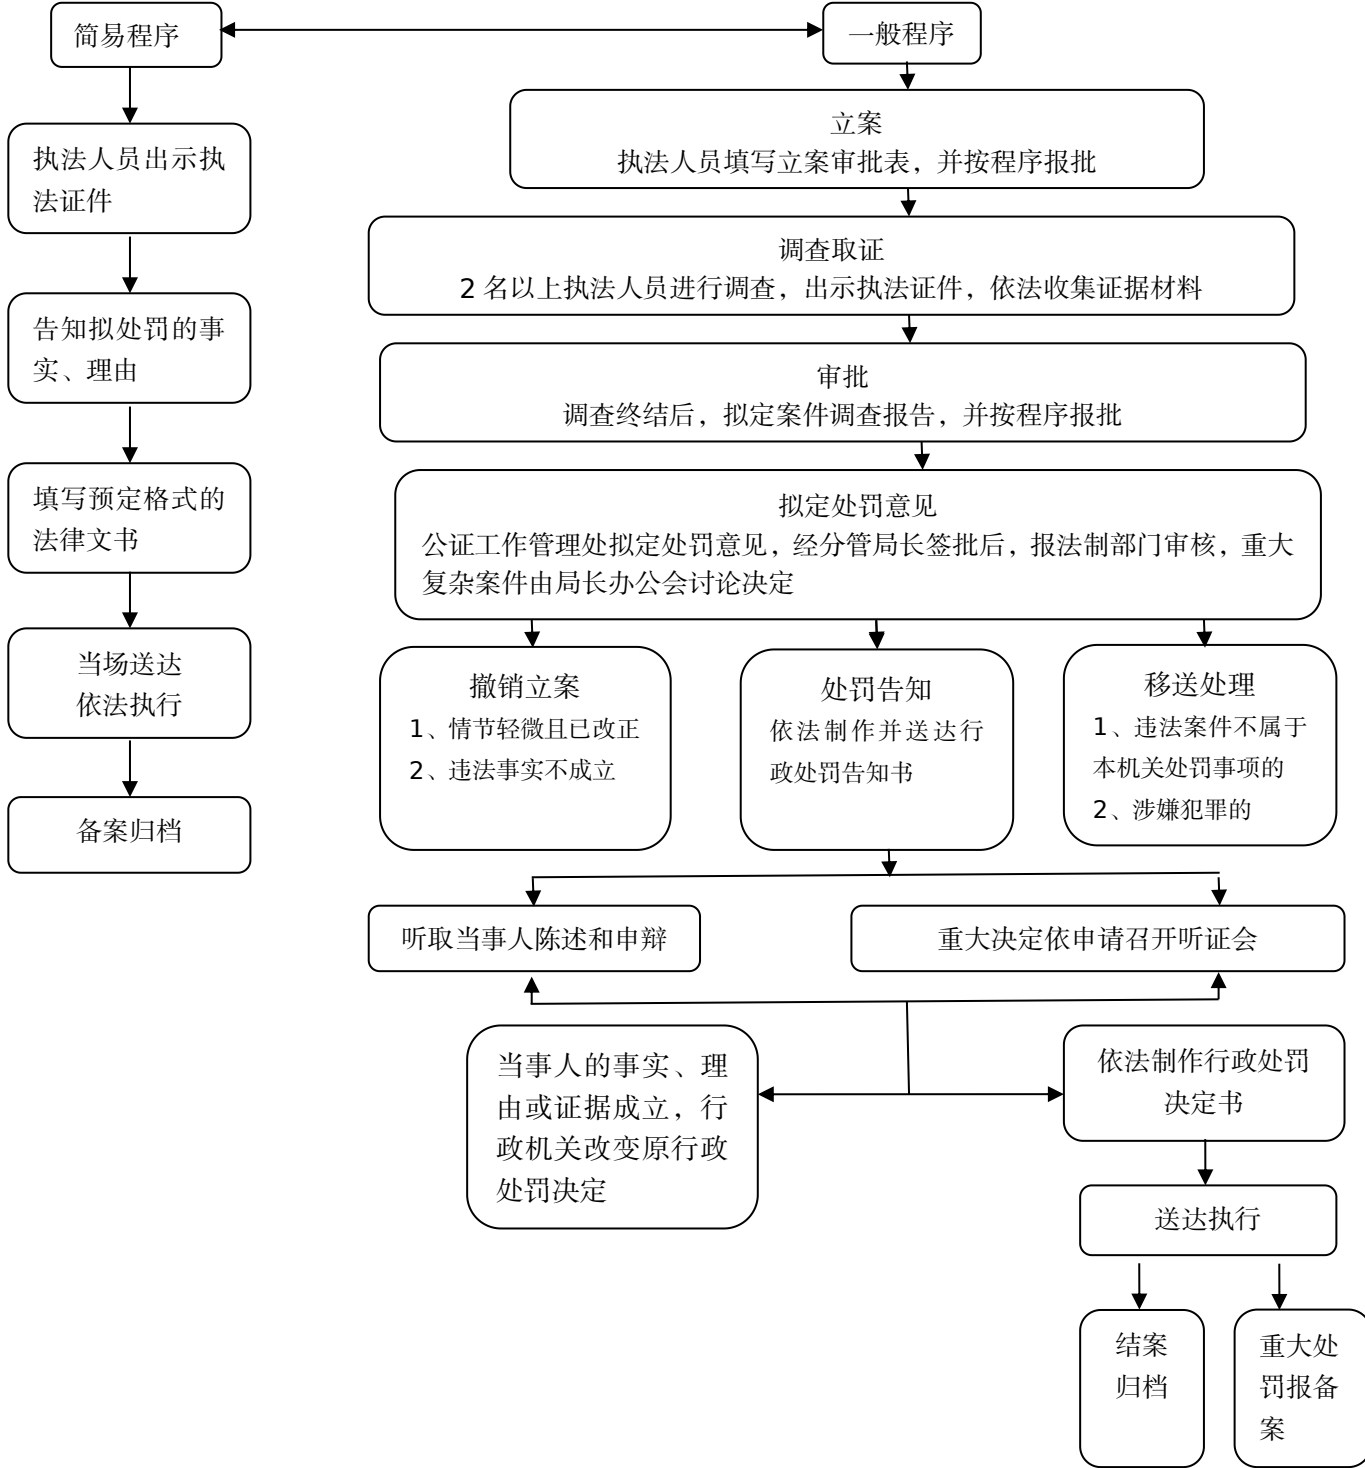 简易程序
一般程序
执法人员出示执
法证件
告知拟处罚的事
实、理由
填写预定格式的
法律文书
当场送达
依法执行
备案归档
立案
执法人员填写立案审批表，并按程序报批
调查取证
2 名以上执法人员进行调查，出示执法证件，依法收集证据材料
审批
调查终结后，拟定案件调查报告，并按程序报批
拟定处罚意见
公证工作管理处拟定处罚意见，经分管局长签批后，报法制部门审核，重大
复杂案件由局长办公会讨论决定
撤销立案
1、情节轻微且已改正
2、违法事实不成立
处罚告知
依法制作并送达行
政处罚告知书
移送处理
1、违法案件不属于
本机关处罚事项的
2、涉嫌犯罪的
听取当事人陈述和申辩
重大决定依申请召开听证会
当事人的事实、理
由或证据成立，行
政机关改变原行政
处罚决定
依法制作行政处罚
决定书
送达执行
结案
归档
重大处
罚报备
案